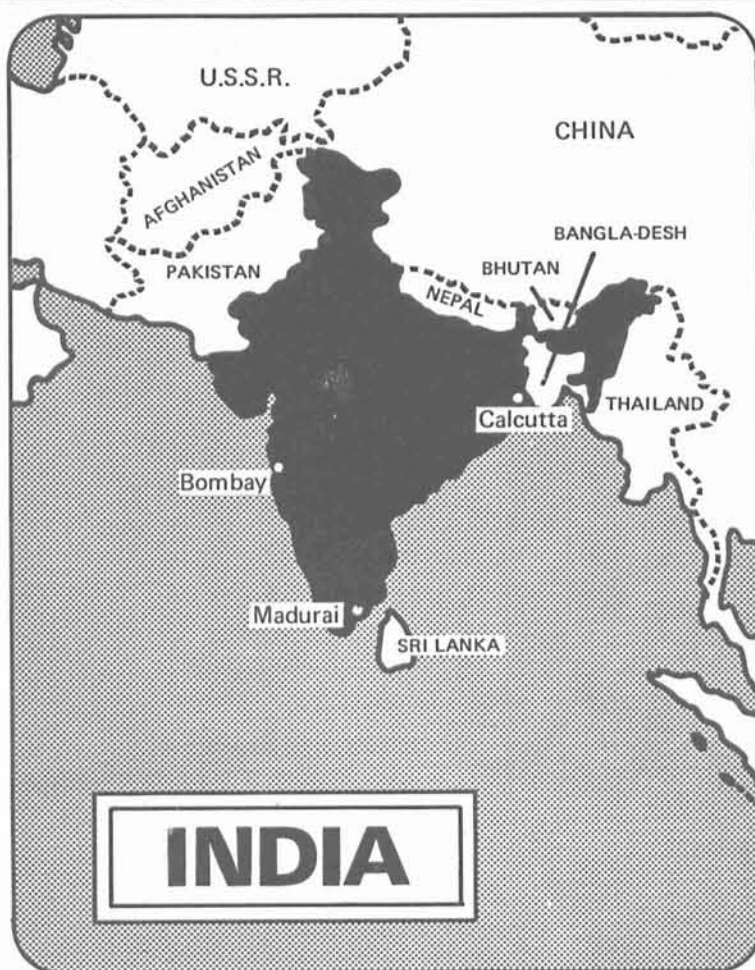 U.S.S.R.
CHINA
AFGHANISTAN
BANGLA-DESH
PAKISTAN
BHUTAN
NEPAL
THAILAND
Calcutta
Bombay
Madurai
SRI LANKA
INDIA